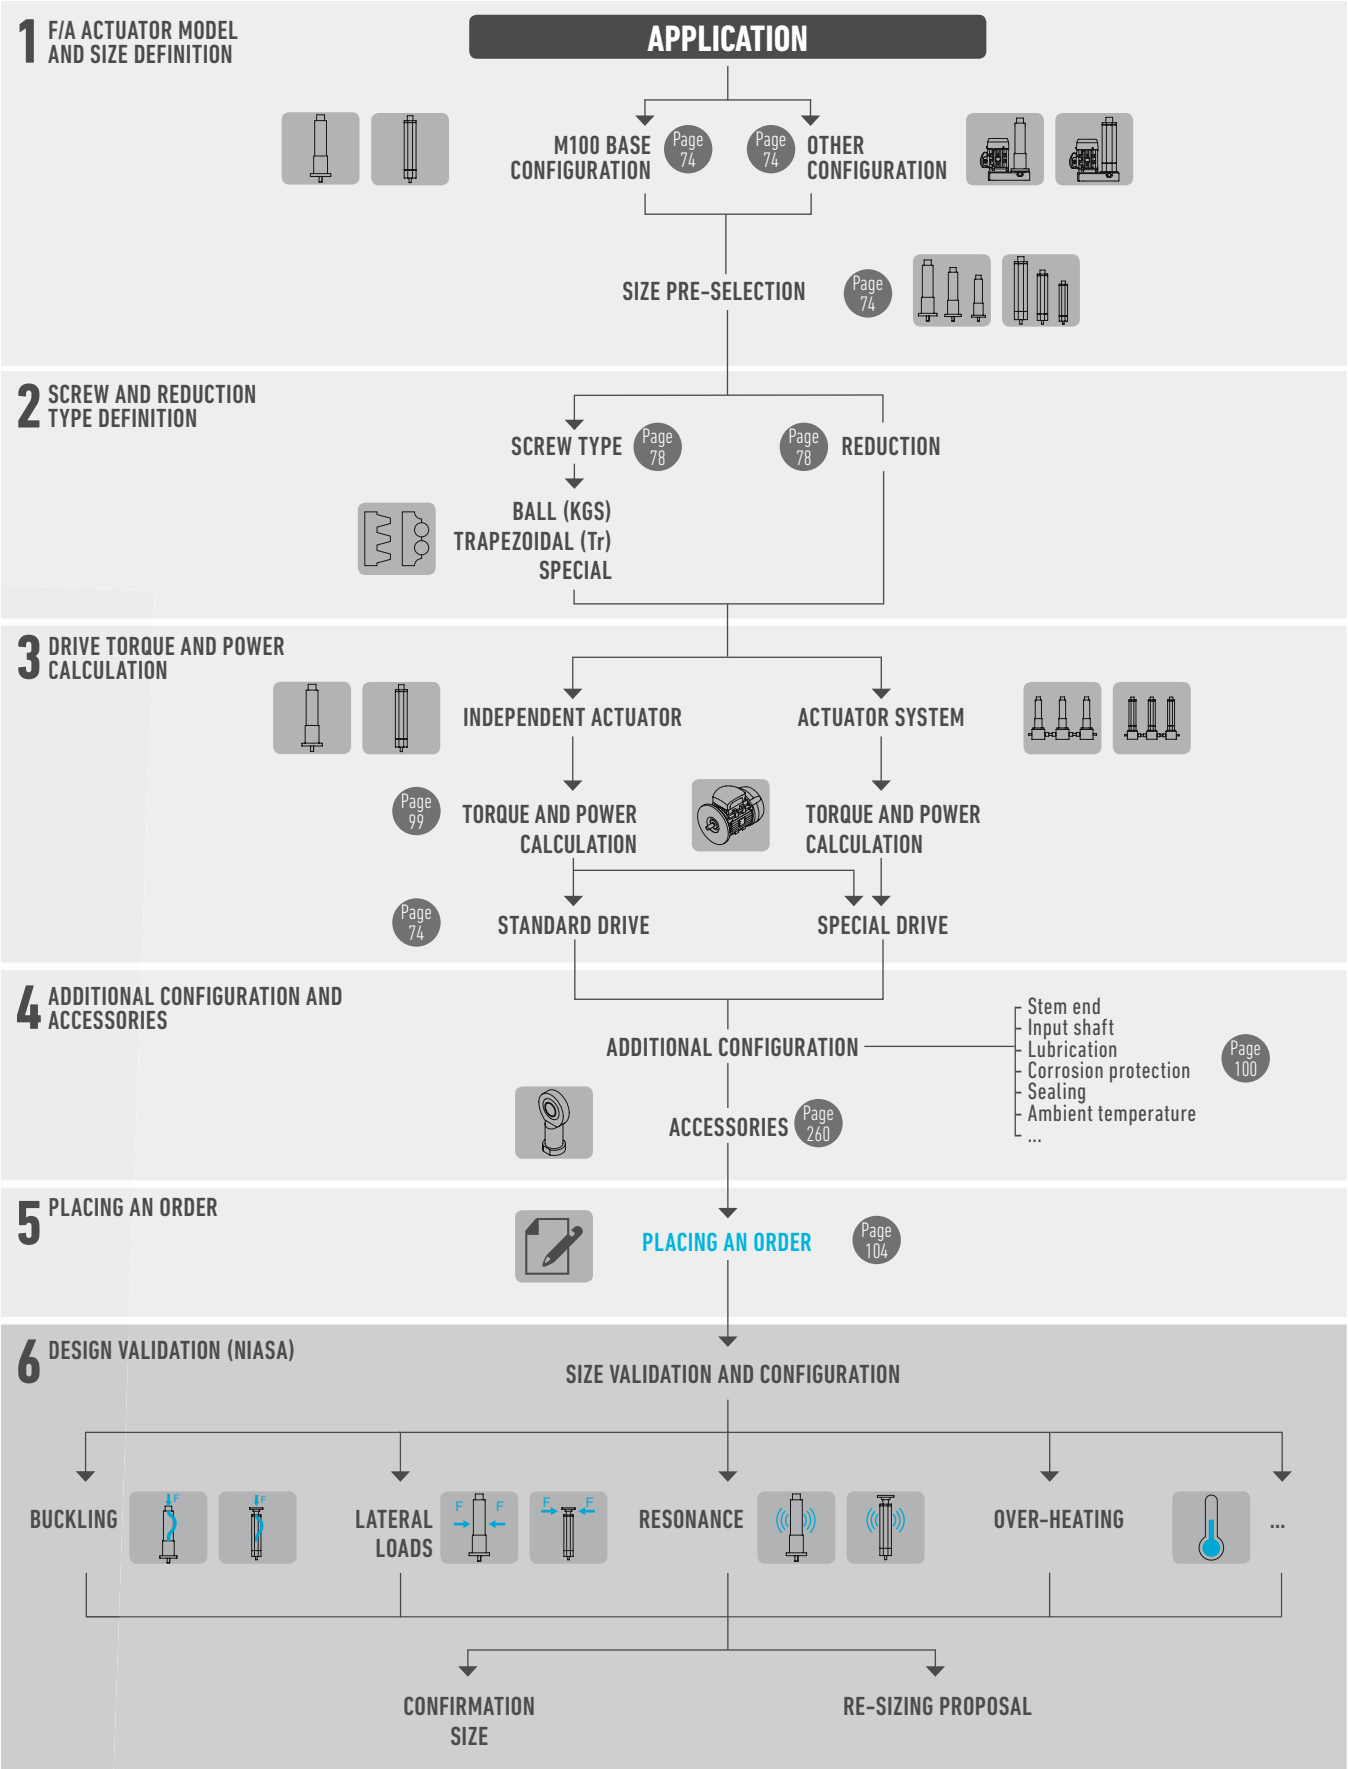 1 F/A ACTUATOR MODEL
AND SIZE DEFINITION
APPLICATION
M100 BASE
CONFIGURATION
Page
74
Page
74
OTHER
CONFIGURATION
SIZE PRE-SELECTION
Page
74
2 SCREW AND REDUCTION
TYPE DEFINITION
SCREW TYPE
Page
78
Page
78
REDUCTION
BALL (KGS)
TRAPEZOIDAL (Tr)
SPECIAL
3 DRIVE TORQUE AND POWER
CALCULATION
INDEPENDENT ACTUATOR
ACTUATOR SYSTEM
Page
99
TORQUE AND POWER
CALCULATION
TORQUE AND POWER
CALCULATION
Page
74
STANDARD DRIVE
SPECIAL DRIVE
4 ADDITIONAL CONFIGURATION AND
ACCESSORIES
ADDITIONAL CONFIGURATION
Stem end
Input shaft
Lubrication
Corrosion protection
Sealing
Ambient temperature
...
Page
100
ACCESSORIES
Page
260
5 PLACING AN ORDER
PLACING AN ORDER
Page
104
6 DESIGN VALIDATION (NIASA)
SIZE VALIDATION AND CONFIGURATION
BUCKLING
F
F
LATERAL
LOADS
F F
F F
RESONANCE
OVER-HEATING
...
CONFIRMATION
SIZE
RE-SIZING PROPOSAL